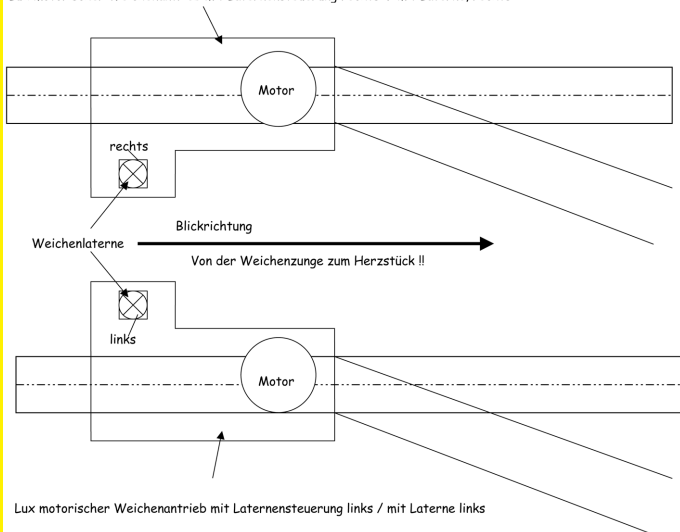 Motor
rechts
Blickrichtung
Weichenlaterne
Von der Weichenzunge zum Herzstück !!
links
Motor
Lux motorischer Weichenantrieb mit Laternensteuerung links / mit Laterne links